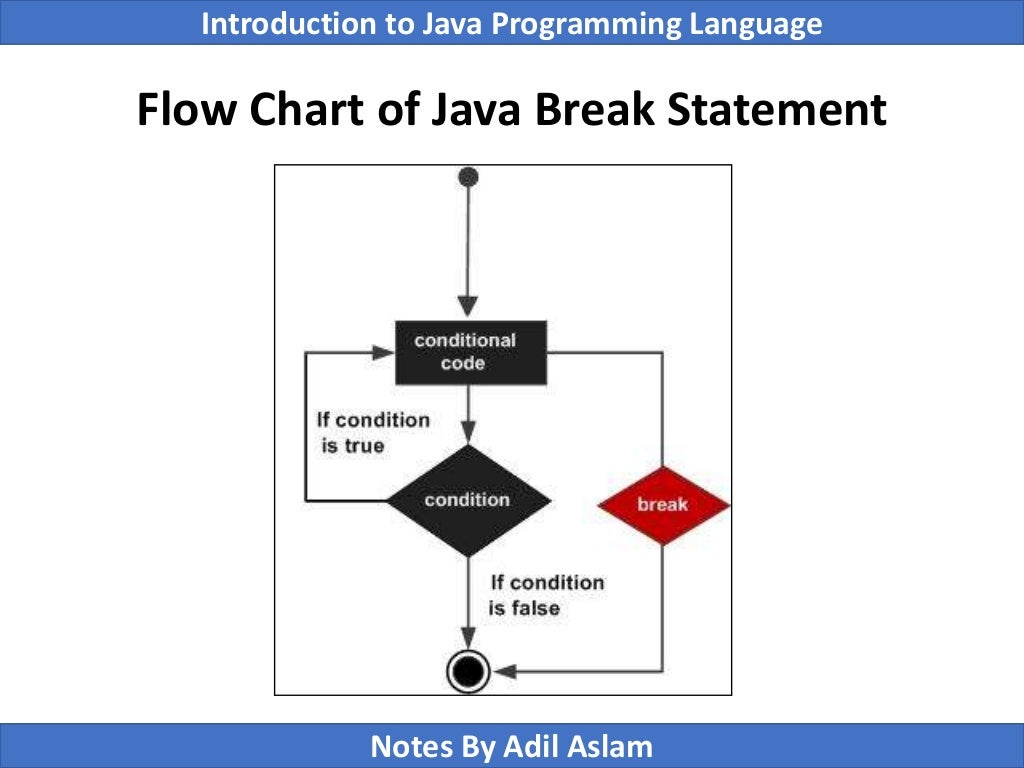 Introduction to Java Programming Language
Flow Chart of Java Break Statement
conditional
code
If condition
is true
condition
break
If condition
is false
Notes By Adil Aslam